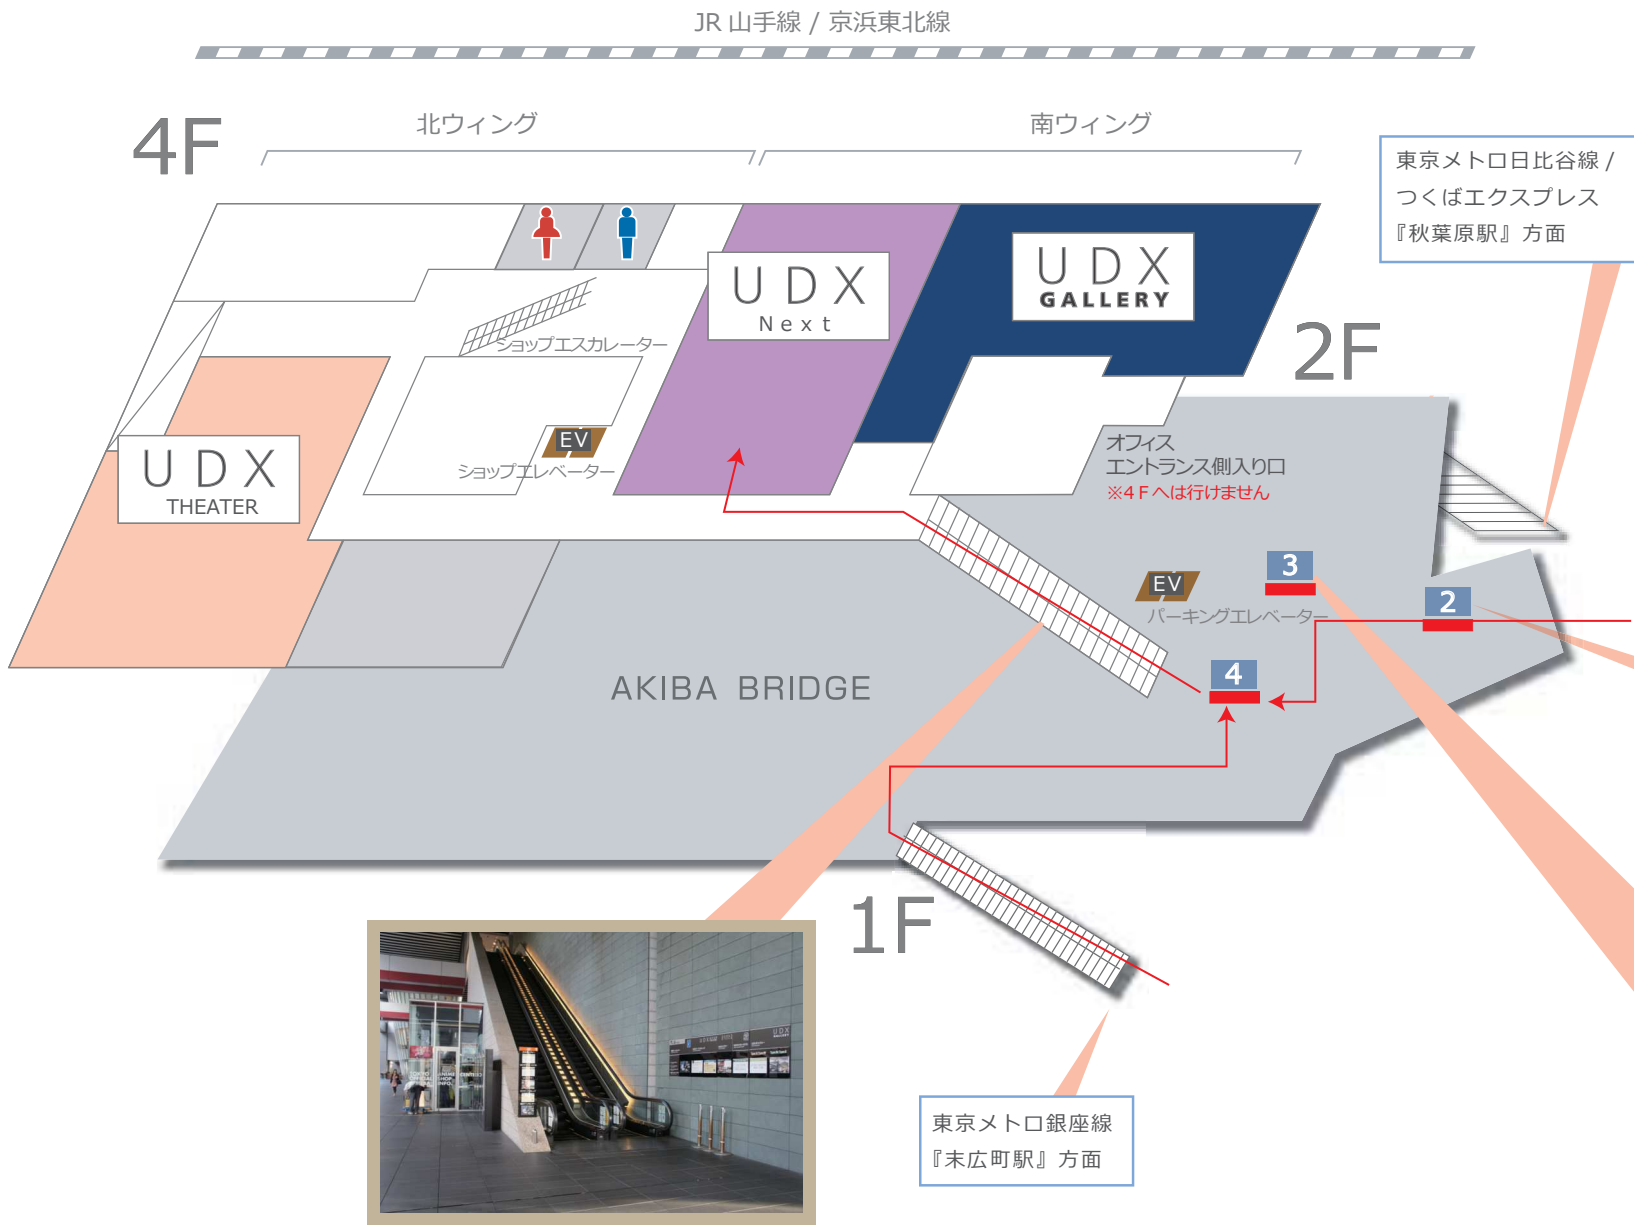 JR 山手線 / 京浜東北線
4F
北ウィング
南ウィング
東京メトロ日比谷線 /
つくばエクスプレス
『秋葉原駅』方面
UDX
Next
UDX
GALLERY
2F
ショップエスカレーター
EV
ショップエレベーター
UDX
THEATER
オフィス
エントランス側入り口
※4Ｆへは行けません
3
EV
パーキングエレベーター
2
4
AKIBA BRIDGE
1F
UDX
東京メトロ銀座線
『末広町駅』方面